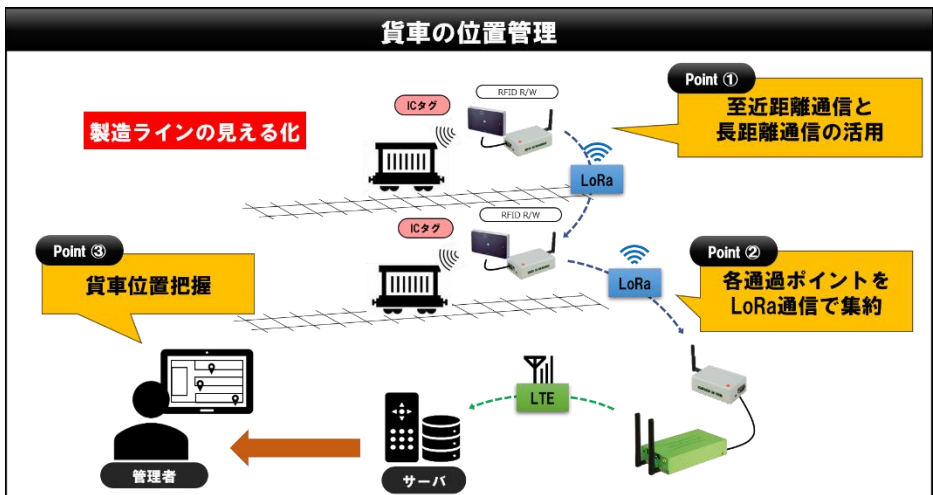 貨車の位置管理
Point ①
至近距離通信と
長距離通信の活用
製造ラインの見える化
ICタグ
RFID R/W
LoRa
ICタグ
RFID R/W
LoRa
Point ②
各通過ポイントを
LoRa通信で集約
Point ③
貨車位置把握
LTE
管理者
サーバ